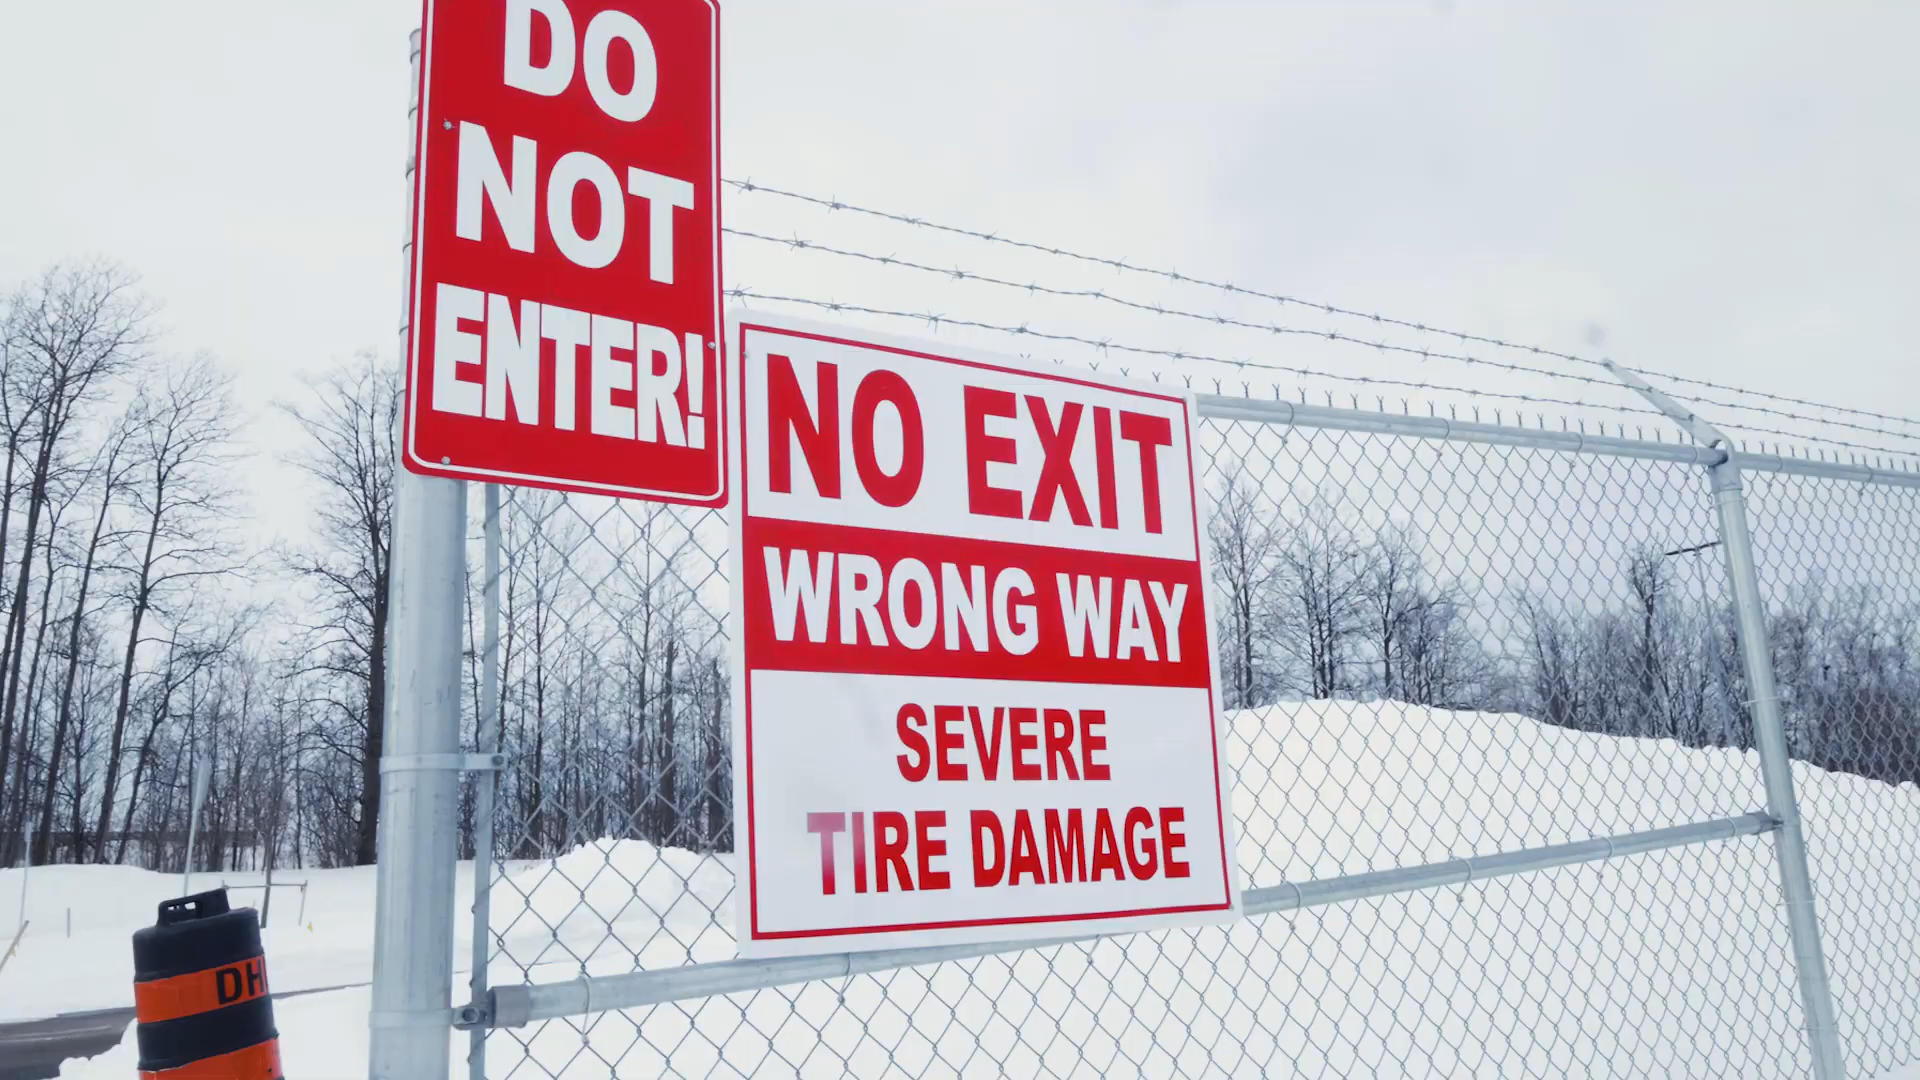 DO
NOT
ENTER!
NO EXIT
WRONG WAY
SEVERE
TIRE DAMAGE